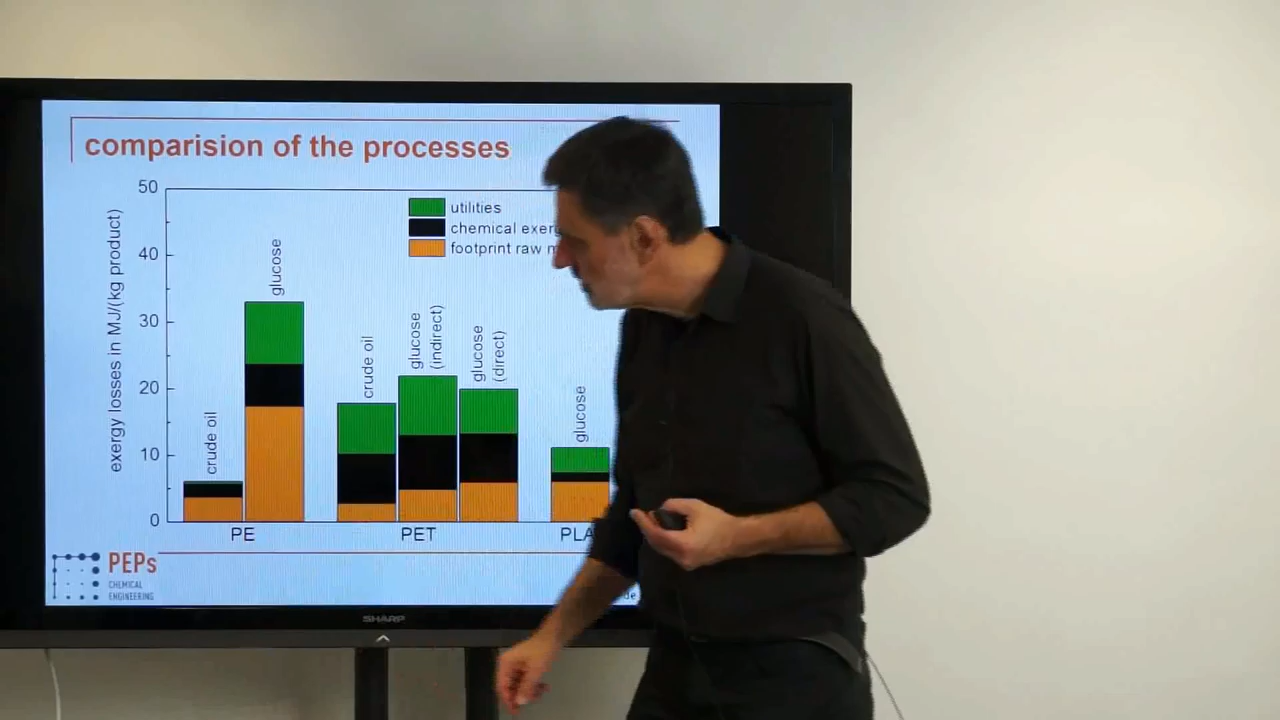 comparision of the processes
50
40
30
20
10
0
exergy losses in MJ/(kg product)
utilities
chemical
footprint raw
crude oil
glucose
crude oil
glucose
(indirect)
glucose
(direct)
glucose
PE
PET
PLA
PEPs
CHEMICAL
ENGINEERING
SHARP